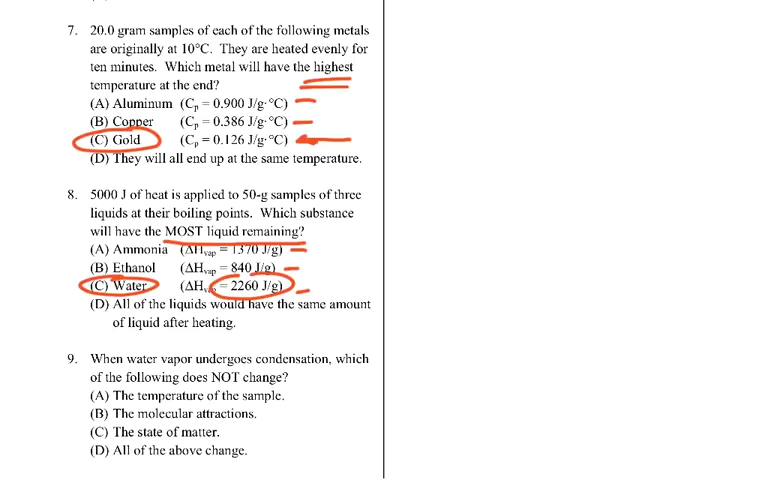 7. 20.0 gram samples of each of the following metals
are originally at 10°C. They are heated evenly for
ten minutes. Which metal will have the highest
temperature at the end?
(A) Aluminum (Cp = 0.900 J/g·°C)
(B) Copper (Cp = 0.386 J/g·°C)
(C) Gold (Cp = 0.126 J/g·°C)
(D) They will all end up at the same temperature.
8. 5000 J of heat is applied to 50-g samples of three
liquids at their boiling points. Which substance
will have the MOST liquid remaining?
(A) Ammonia (ΔHvap = 1370 J/g)
(B) Ethanol (ΔHvap = 840 J/g)
(C) Water (ΔHvap = 2260 J/g)
(D) All of the liquids would have the same amount
of liquid after heating.
9. When water vapor undergoes condensation, which
of the following does NOT change?
(A) The temperature of the sample.
(B) The molecular attractions.
(C) The state of matter.
(D) All of the above change.